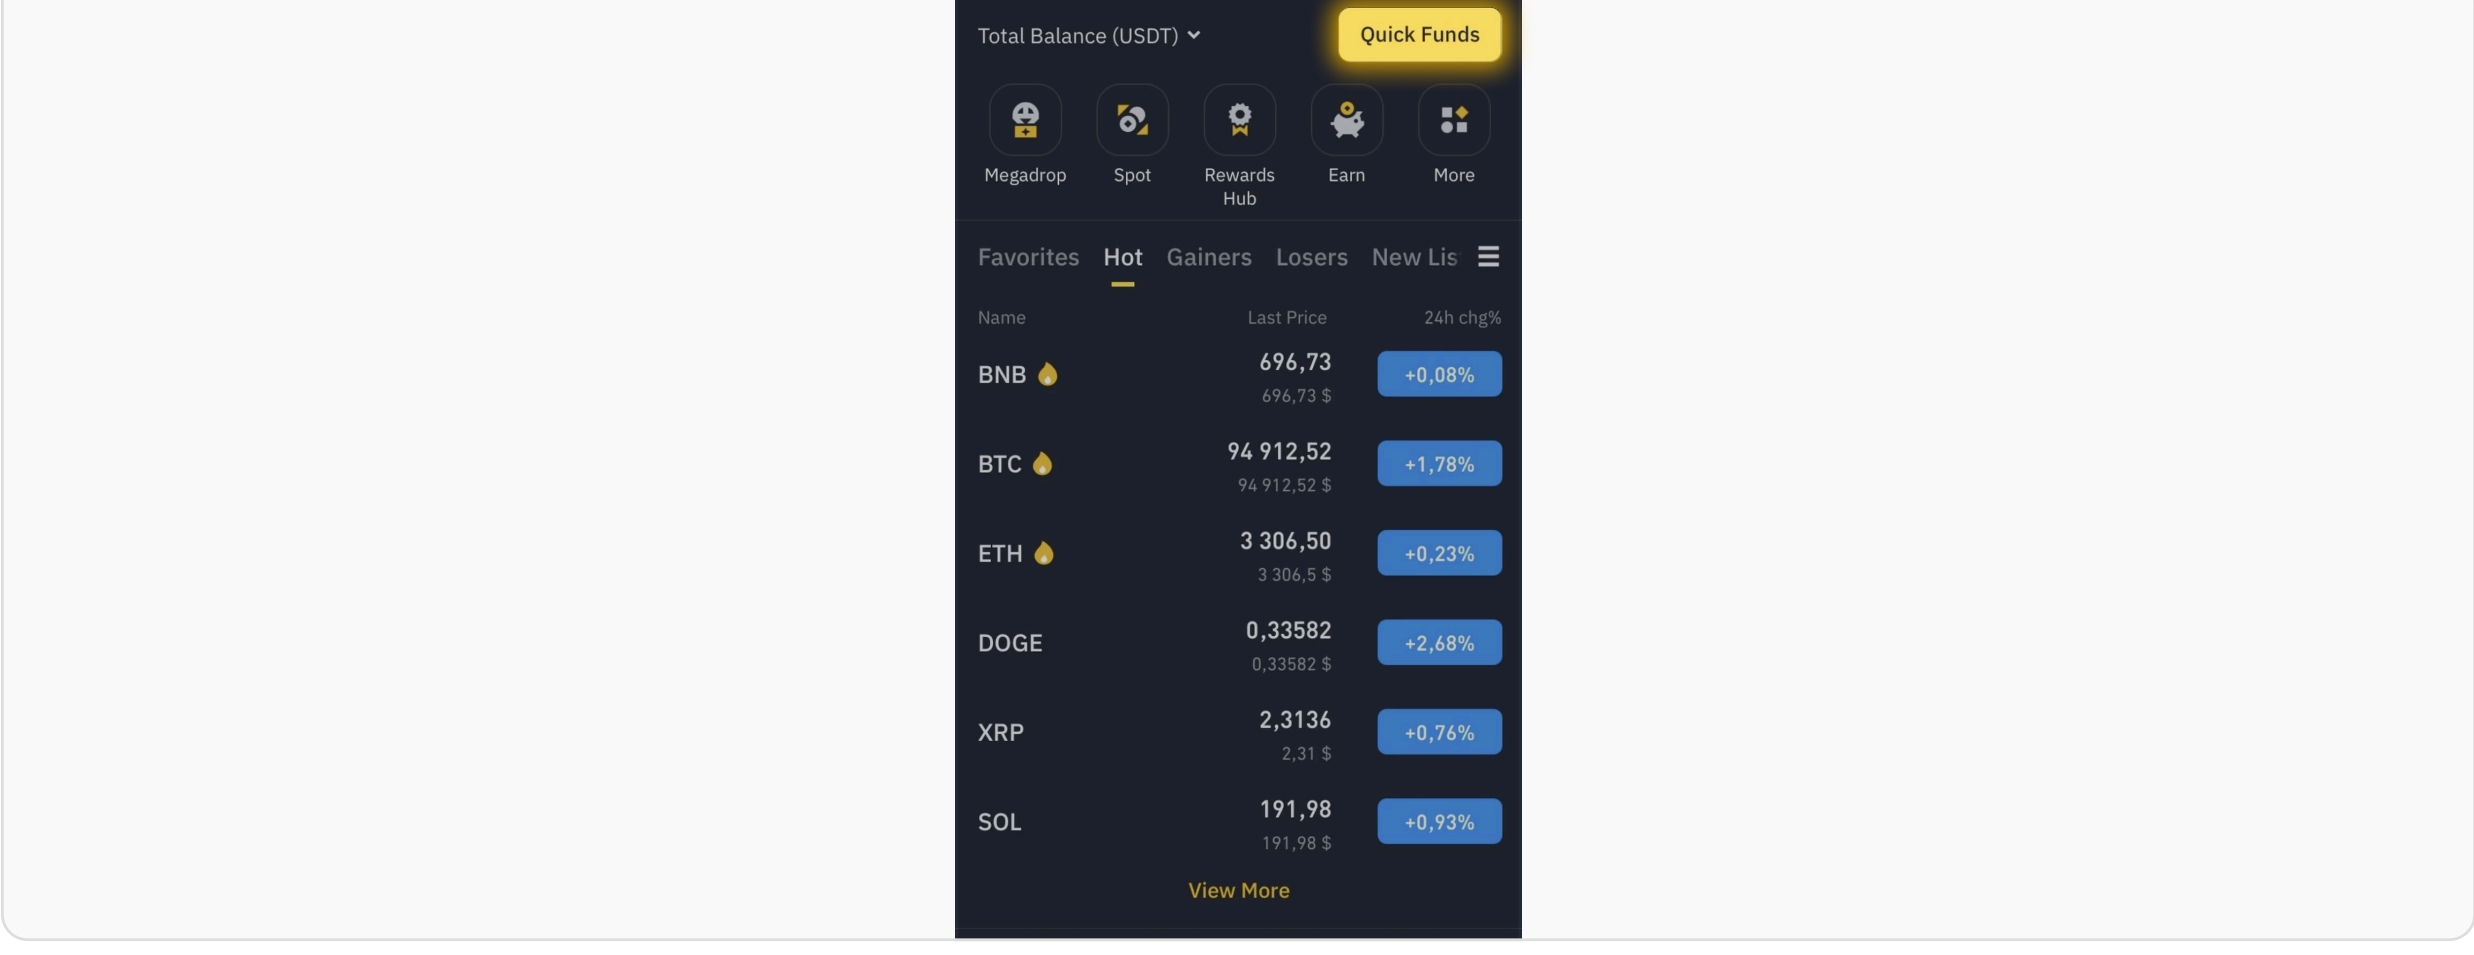 Total Balance (USDT)
Quick Funds
Megadrop
Spot
Rewards
Hub
Earn
More
Favorites
Hot
Gainers
Losers
New Lis
Name
Last Price
24h chg%
BNB
696,73
696,73 $
+0,08%
BTC
94 912,52
94 912,52 $
+1,78%
ETH
3 306,50
3 306,5 $
+0,23%
DOGE
0,33582
0,33582 $
+2,68%
XRP
2,3136
2,31 $
+0,76%
SOL
191,98
191,98 $
+0,93%
View More